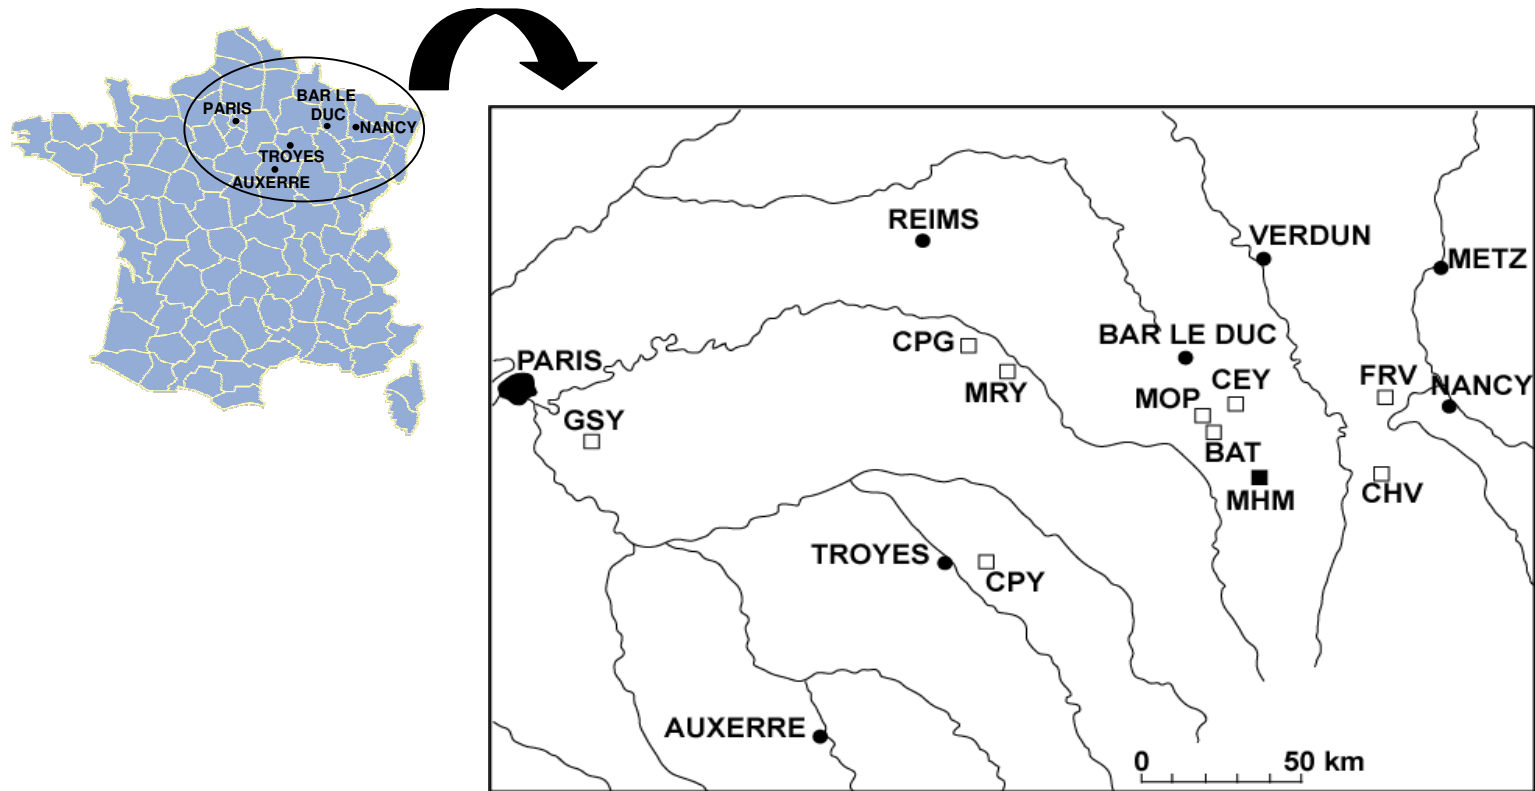 PARIS
BAR LE
DUC
NANCY
TROYES
AUXERRE
REIMS
VERDUN
METZ
BAR LE DUC
CPG
PARIS
MRY
CEY
FRV
NANCY
MOP
GSY
BAT
MHM
CHV
TROYES
CPY
AUXERRE
0 50 km